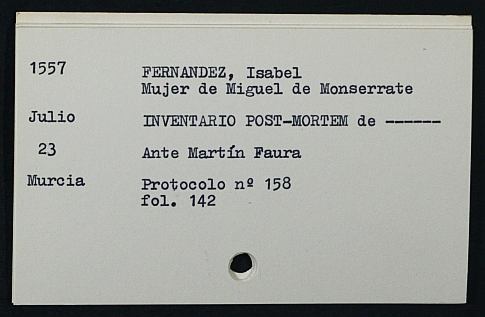 1557 FERNANDEZ, Isabel
Mujer de Miguel de Monserrate
Julio INVENTARIO POST-MORTEM de ------
23 Ante Martín Faura
Murcia Protocolo nº 158
fol. 142